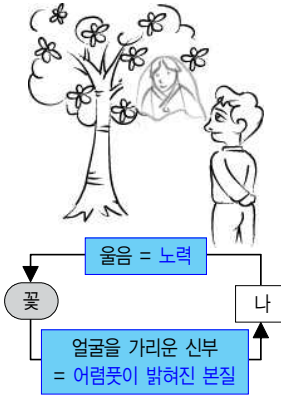 울음 = 노력
꽃
나
얼굴을 가리운 신부
= 어렴풋이 밝혀진 본질